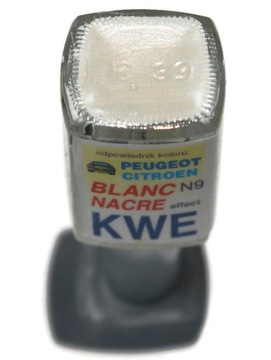 odpowiednik koloru:
PEUGEOT
CITROEN
BLANC N9
NACRE effect
KWE